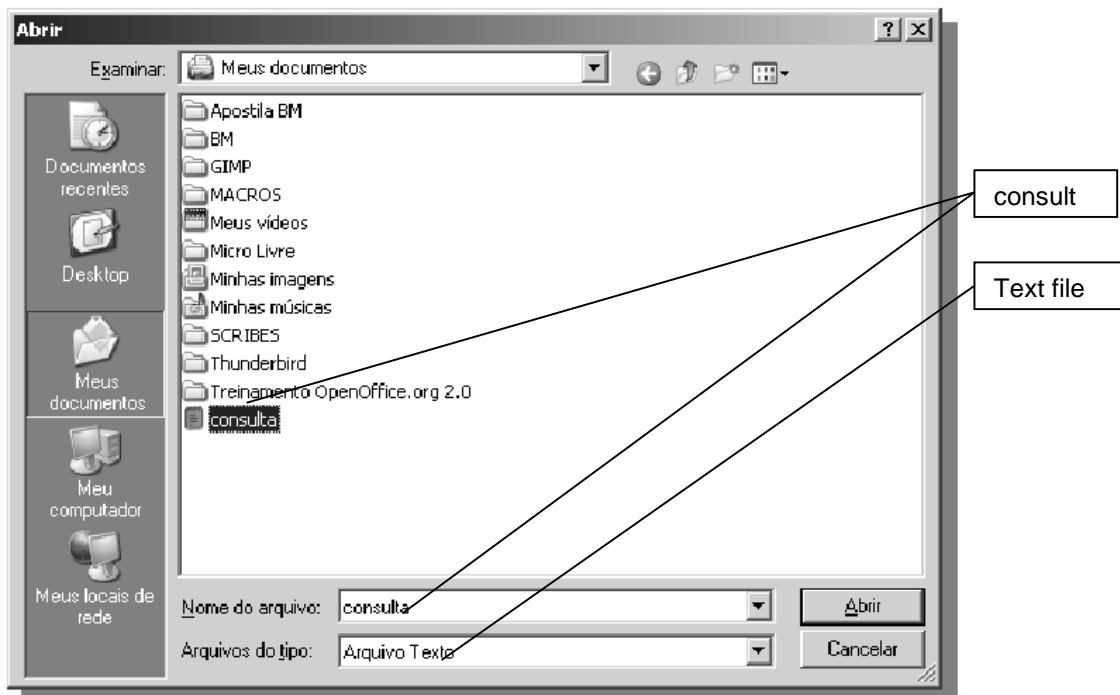 Abrir
Examinar:
Meus documentos
Documentos
recentes
Desktop
Meus
documentos
Meu
computador
Meus locais de
rede
Apostila BM
BM
GIMP
MACROS
Meus vídeos
Micro Livre
Minhas imagens
Minhas músicas
SCRIBES
Thunderbird
Treinamento OpenOffice.org 2.0
consulta
Nome do arquivo:
consulta
Abrir
Arquivos do tipo:
Arquivo Texto
Cancelar
consult
Text file